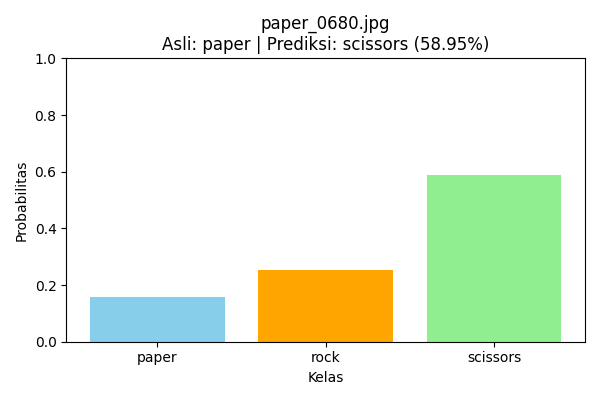 paper_0680.jpg
Asli: paper | Prediksi: scissors (58.95%)
1.0
0.8
0.6
0.4
0.2
0.0
Probabilitas
paper rock scissors
Kelas